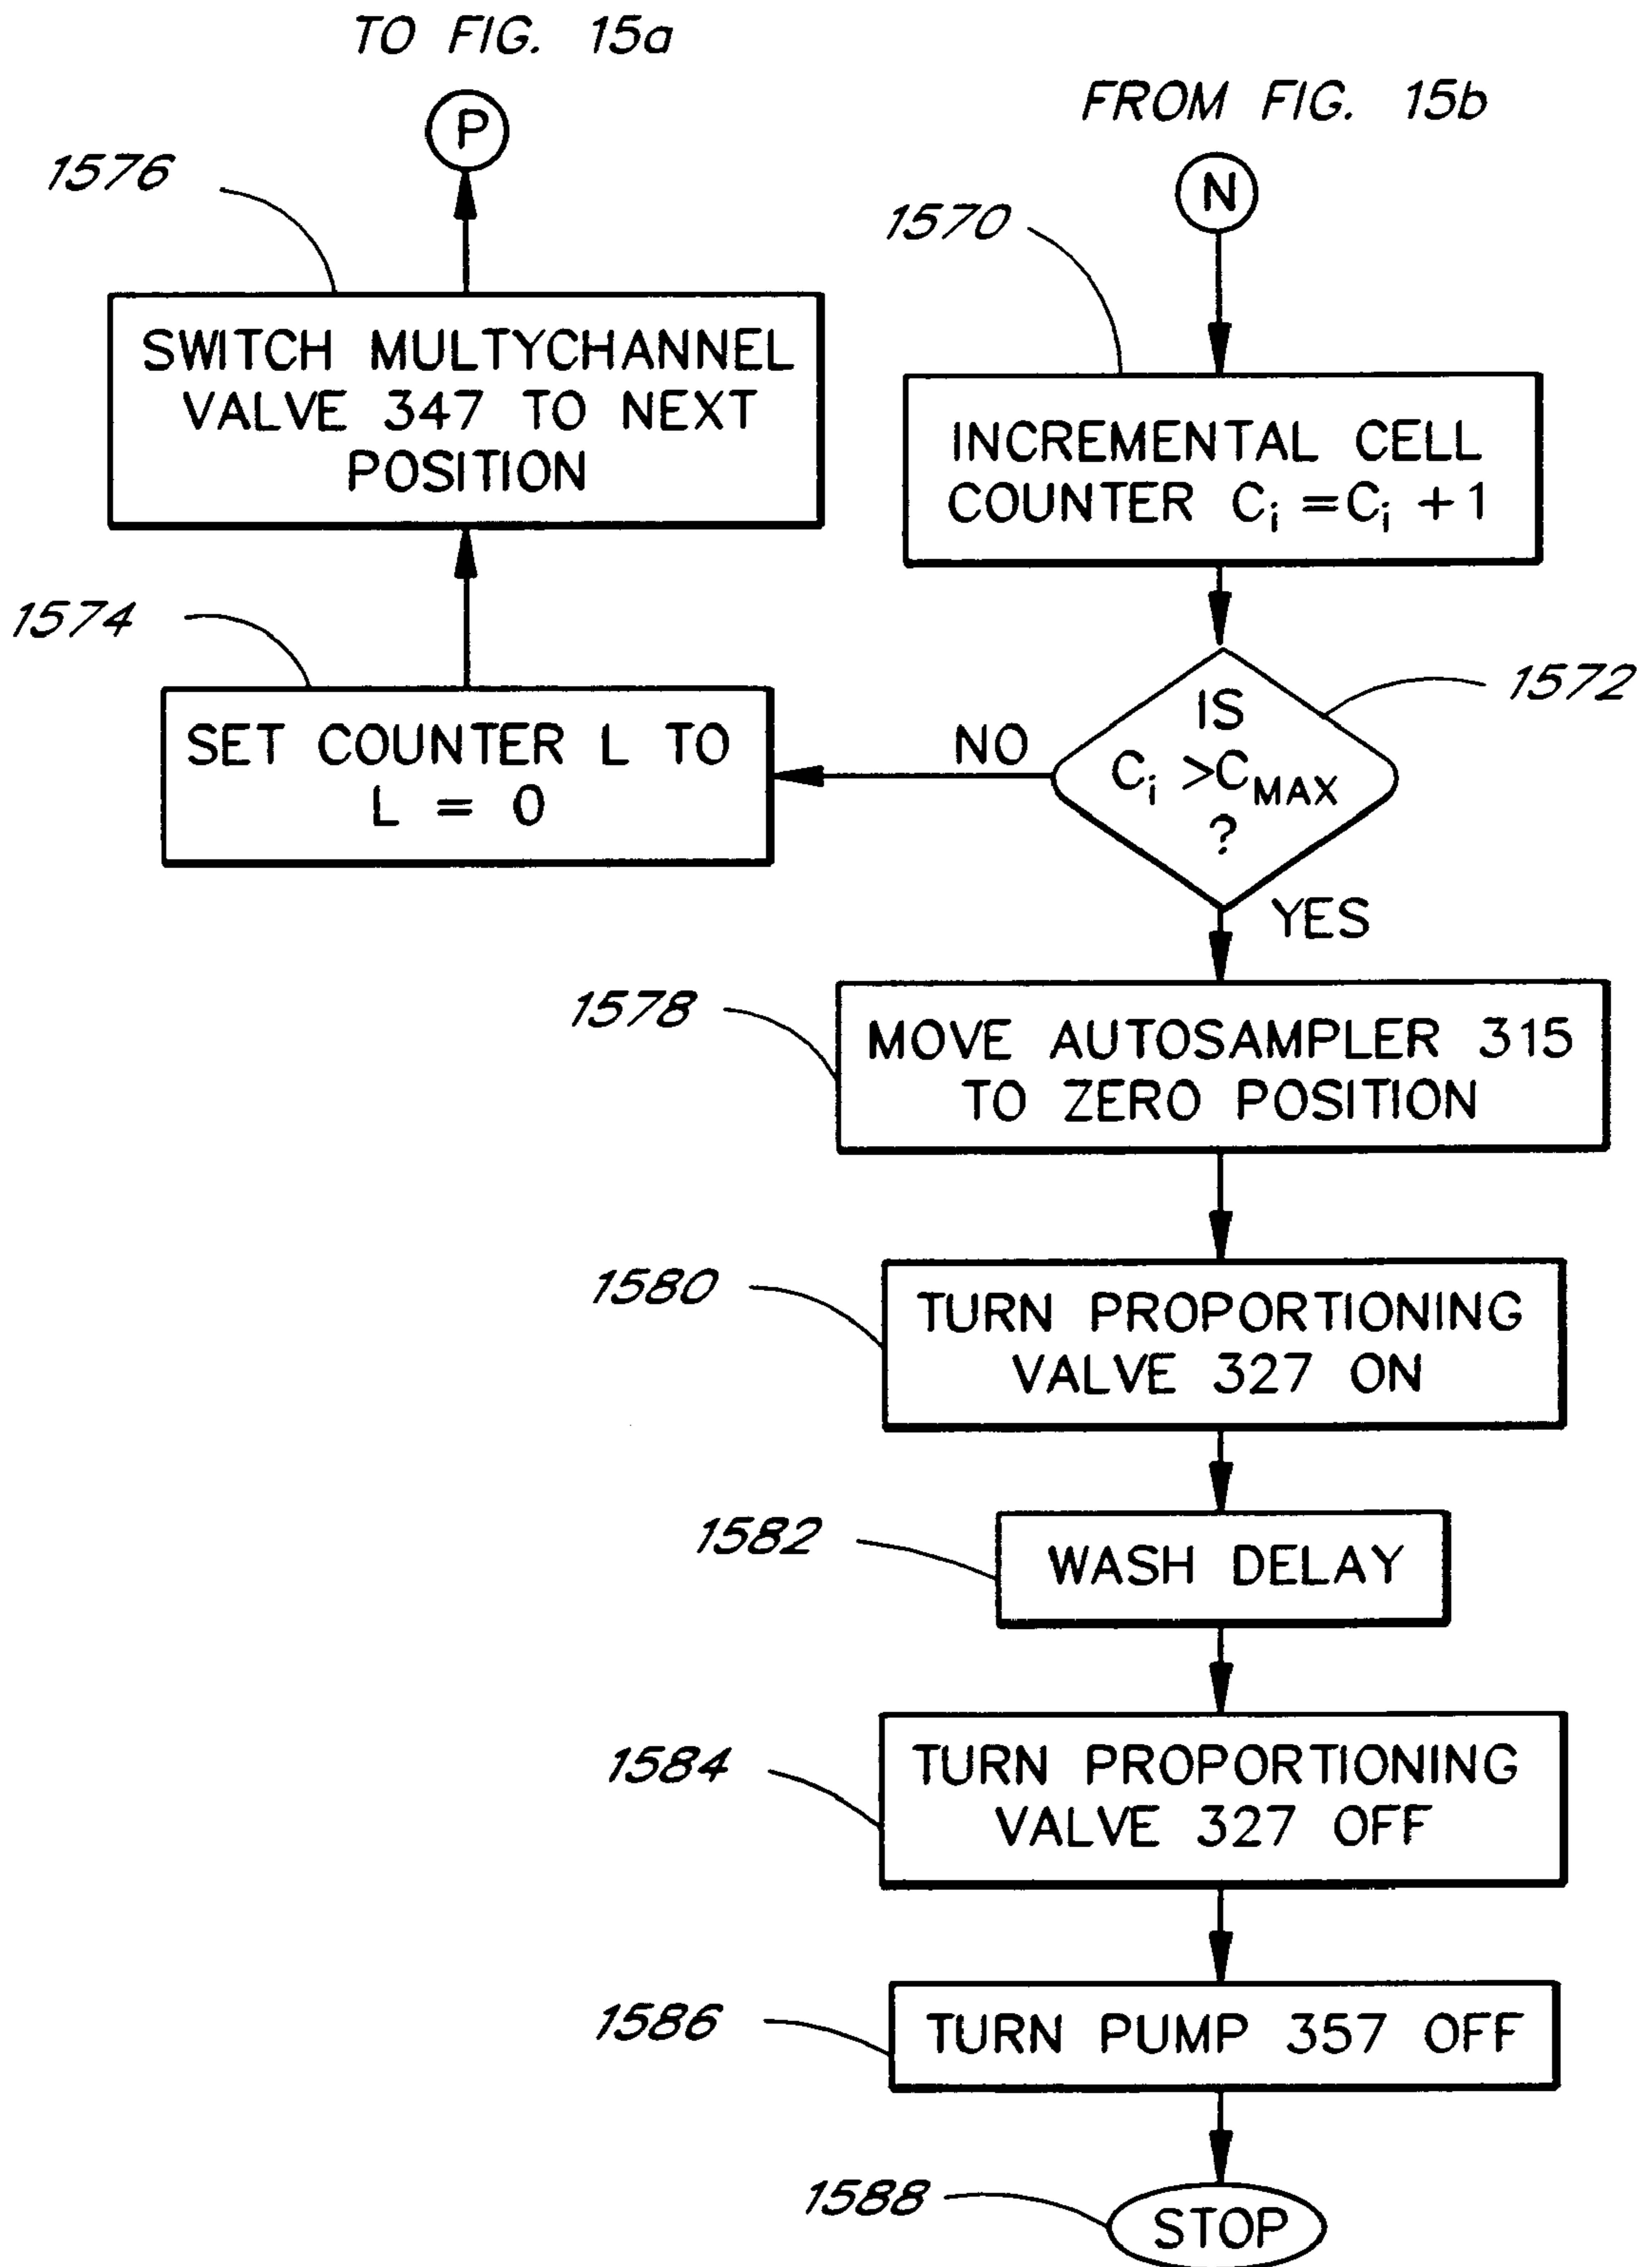 TO FIG. 15a
P
1576
SWITCH MULTYCHANNEL
VALVE 347 TO NEXT
POSITION
1574
SET COUNTER L TO
L = 0
FROM FIG. 15b
N
1570
INCREMENTAL CELL
COUNTER Ci = Ci + 1
1572
IS
Ci >CMAX
?
NO
YES
1578
MOVE AUTOSAMPLER 315
TO ZERO POSITION
1580
TURN PROPORTIONING
VALVE 327 ON
1582
WASH DELAY
1584
TURN PROPORTIONING
VALVE 327 OFF
1586
TURN PUMP 357 OFF
1588
STOP